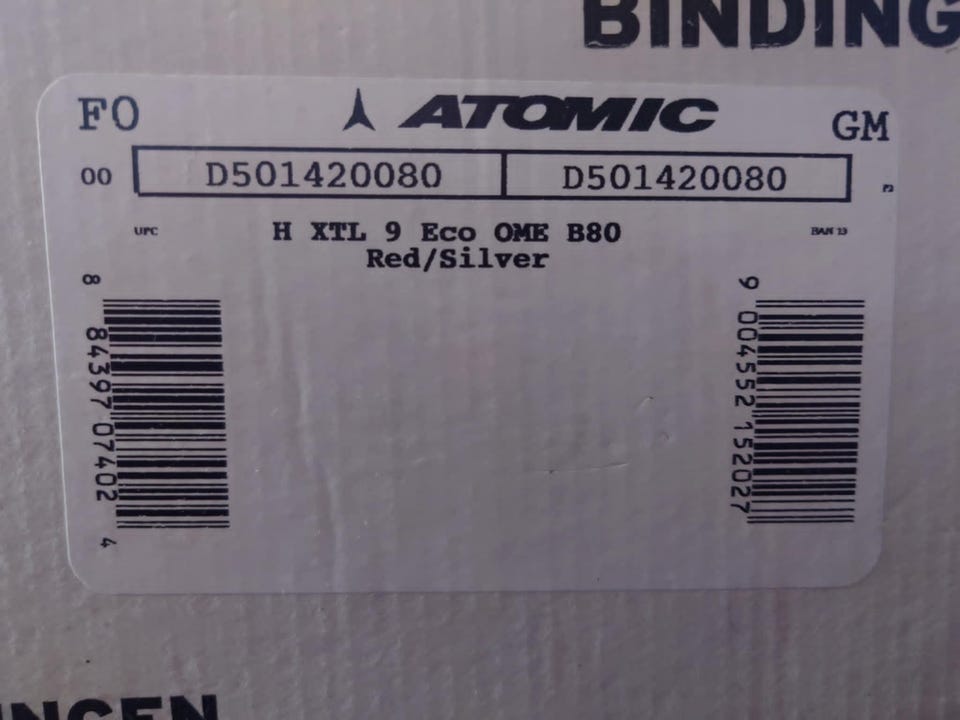 BINDING
FO
ATOMIC
GM
00
D501420080
D501420080
UPC
H XTL 9 Eco OME B80
EAN 13
Red/Silver
8 84397 07402 4
9 004552 152027
INGEN